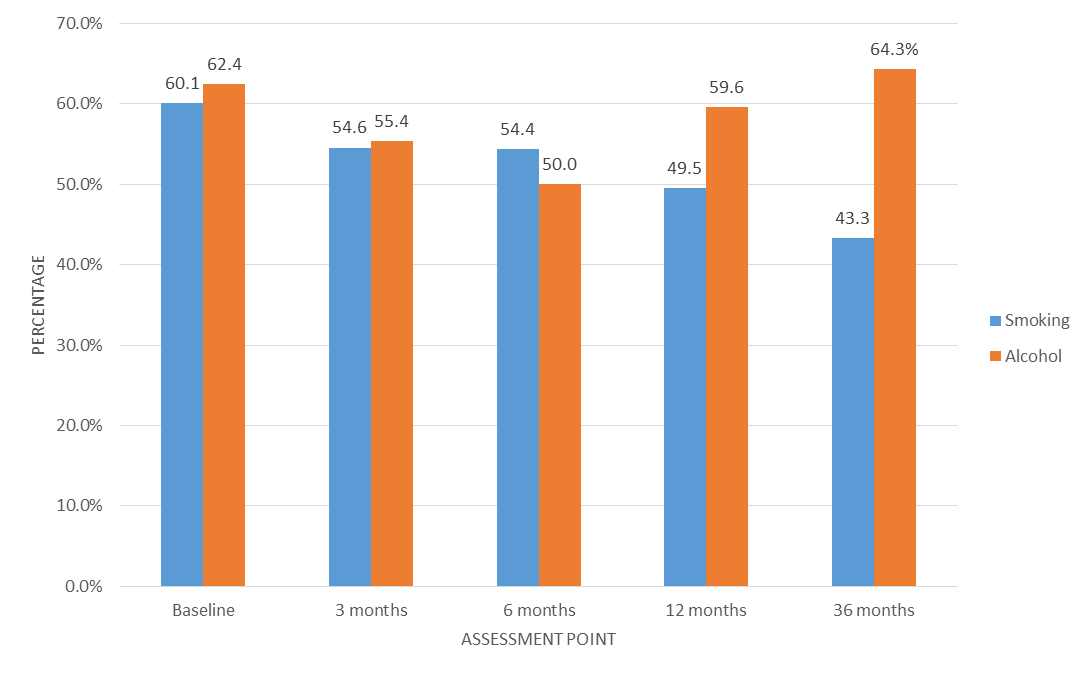 70.0%
60.0%
50.0%
40.0%
30.0%
20.0%
10.0%
0.0%
PERCENTAGE
60.1 62.4
54.6 55.4
54.4 50.0
49.5 59.6
43.3 64.3%
Baseline 3 months 6 months 12 months 36 months
ASSESSMENT POINT
Smoking
Alcohol